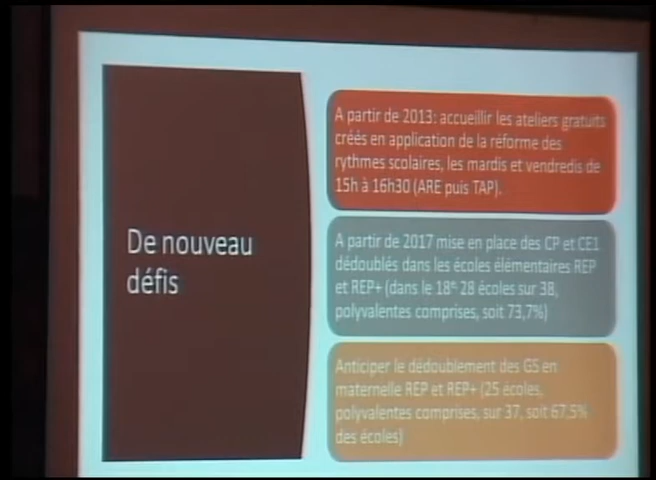 De nouveau
défis
A partir de 2013: accueillir les ateliers gratuits
créés en application de la réforme des
rythmes scolaires, les mardis et vendredis de
15h à 16h30 (ARE puis TAP).
A partir de 2017 mise en place des CP et CE1
dédoublés dans les écoles élémentaires REP
et REP+ (dans le 18e 28 écoles sur 38,
polyvalentes comprises, soit 73,7%)
Anticiper le dédoublement des GS en
maternelle REP et REP+ (25 écoles,
polyvalentes comprises, sur 37, soit 67,5%
des écoles)